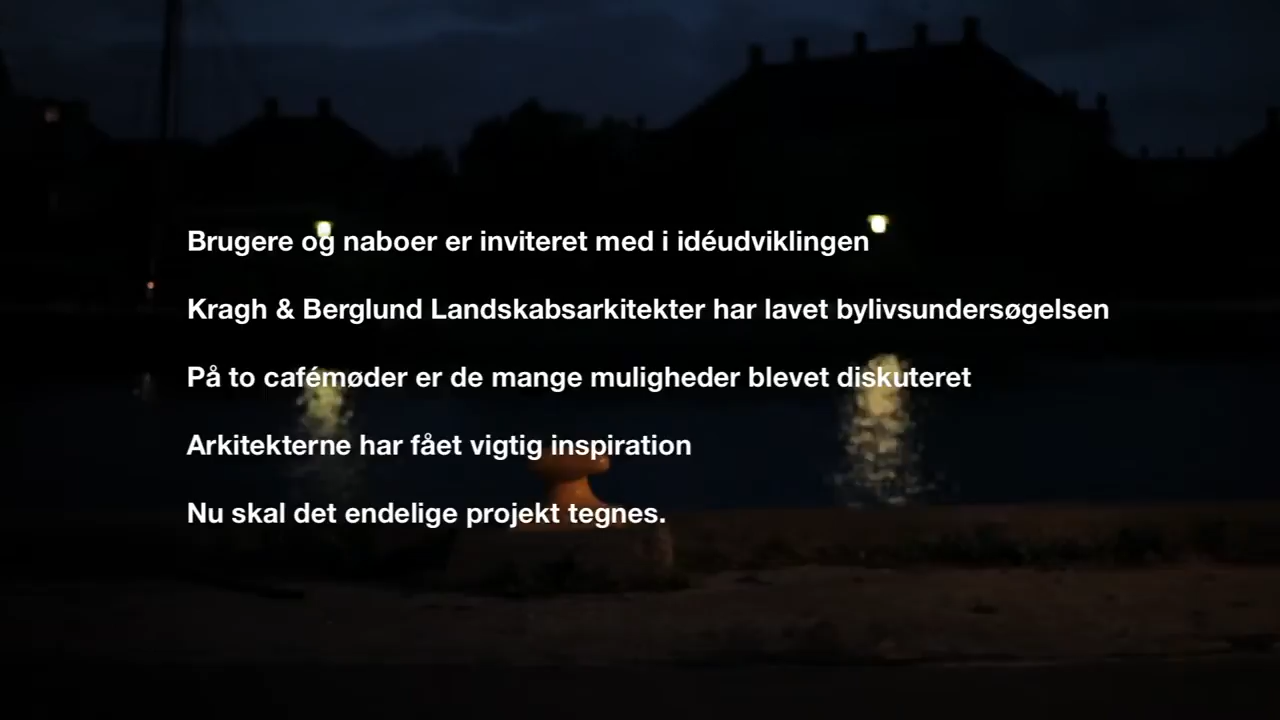 Brugere og naboer er inviteret med i idéudviklingen
Kragh & Berglund Landskabsarkitekter har lavet bylivsundersøgelsen
På to cafémøder er de mange muligheder blevet diskuteret
Arkitekterne har fået vigtig inspiration
Nu skal det endelige projekt tegnes.